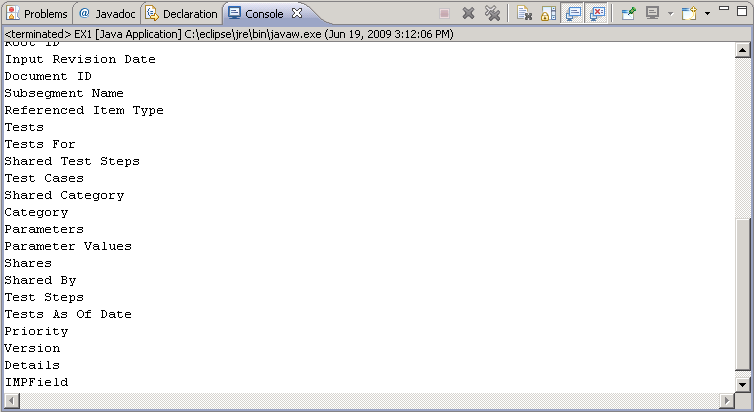 Problems @ Javadoc Declaration Console
<terminated> EX1 [Java Application] C:\eclipse\jre\bin\javaw.exe (Jun 19, 2009 3:12:06 PM)
Root ID
Input Revision Date
Document ID
Subsegment Name
Referenced Item Type
Tests
Tests For
Shared Test Steps
Test Cases
Shared Category
Category
Parameters
Parameter Values
Shares
Shared By
Test Steps
Tests As Of Date
Priority
Version
Details
IMPField